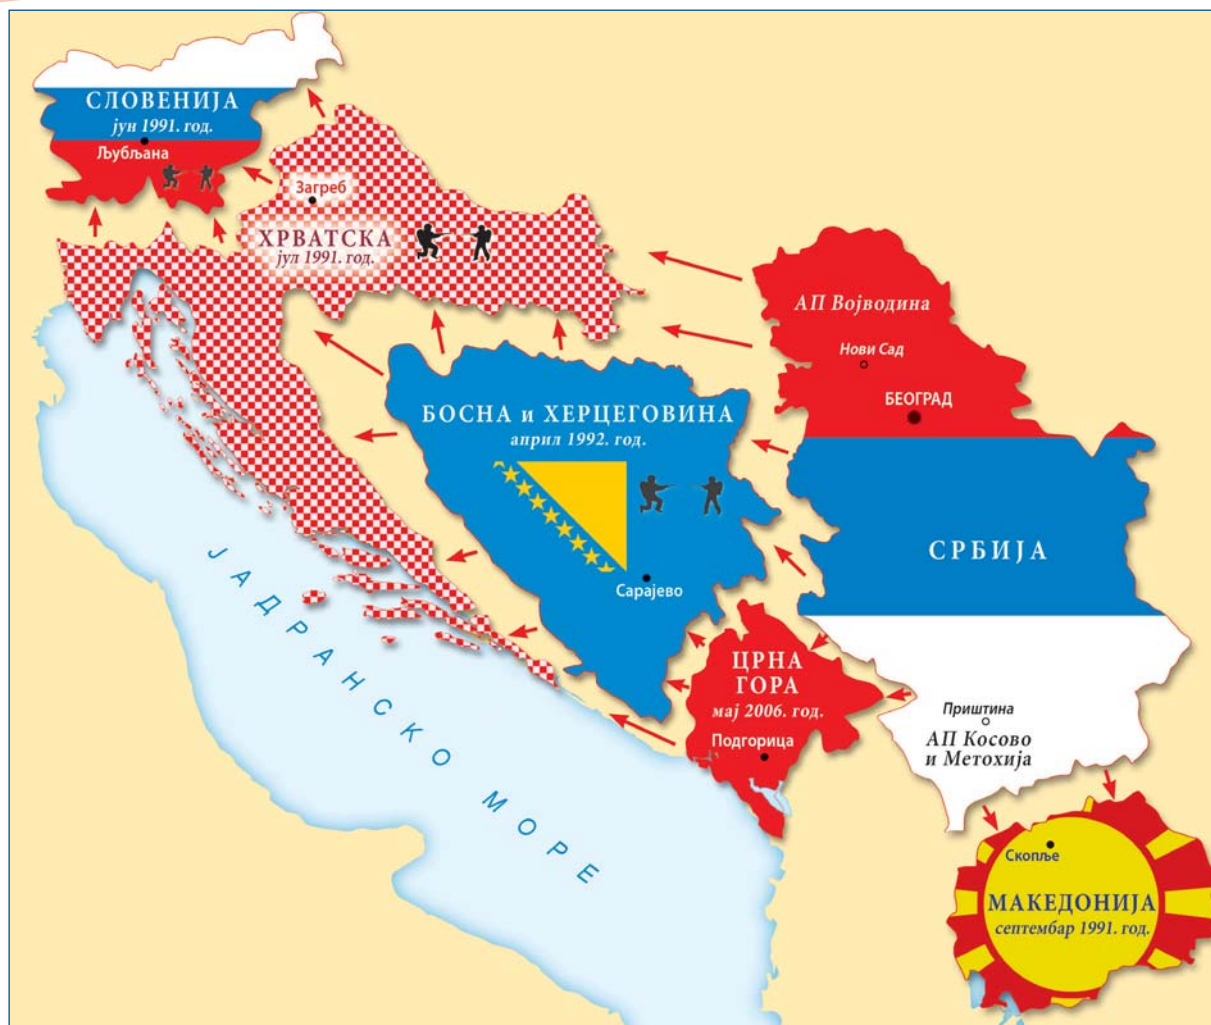 СЛОВЕНИЈА
јун 1991. год.
Љубљана
Загреб
ХРВАТСКА
јул 1991. год.
АП Војводина
Нови Сад
БЕОГРАД
БОСНА и ХЕРЦЕГОВИНА
април 1992. год.
Сарајево
СРБИЈА
ЦРНА
ГОРА
мај 2006. год.
Подгорица
Приштина
АП Косово
и Метохија
ЈАДРАНСКО МОРЕ
Скопље
МАКЕДОНИЈА
септембар 1991. год.